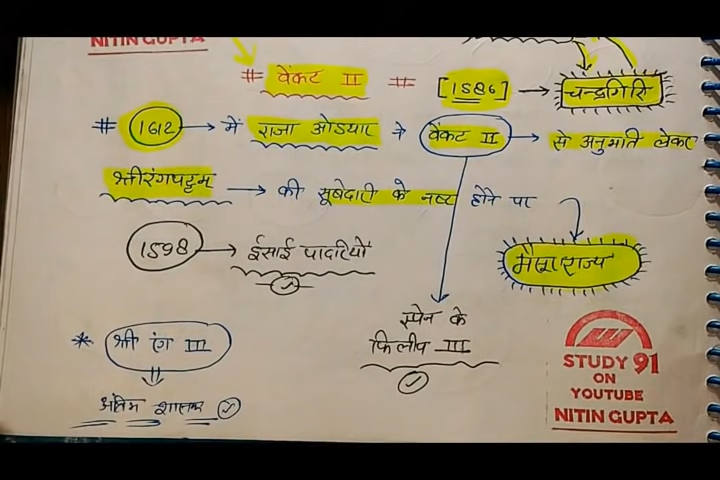 NITIN GUPTA
# वेंकट II # [1586] → चन्द्रगिरि
# 1612 → में राजा ओडयार ने वेंकट II → से अनुमति लेकर
श्रीरंगपट्टम → की सूबेदारी के नष्ट होने पर
मैसूर राज्य
1598 → ईसाई पादरियों
स्पेन के
फिलीप III
* श्री रंग III
अंतिम शासक
STUDY 91
ON
YOUTUBE
NITIN GUPTA